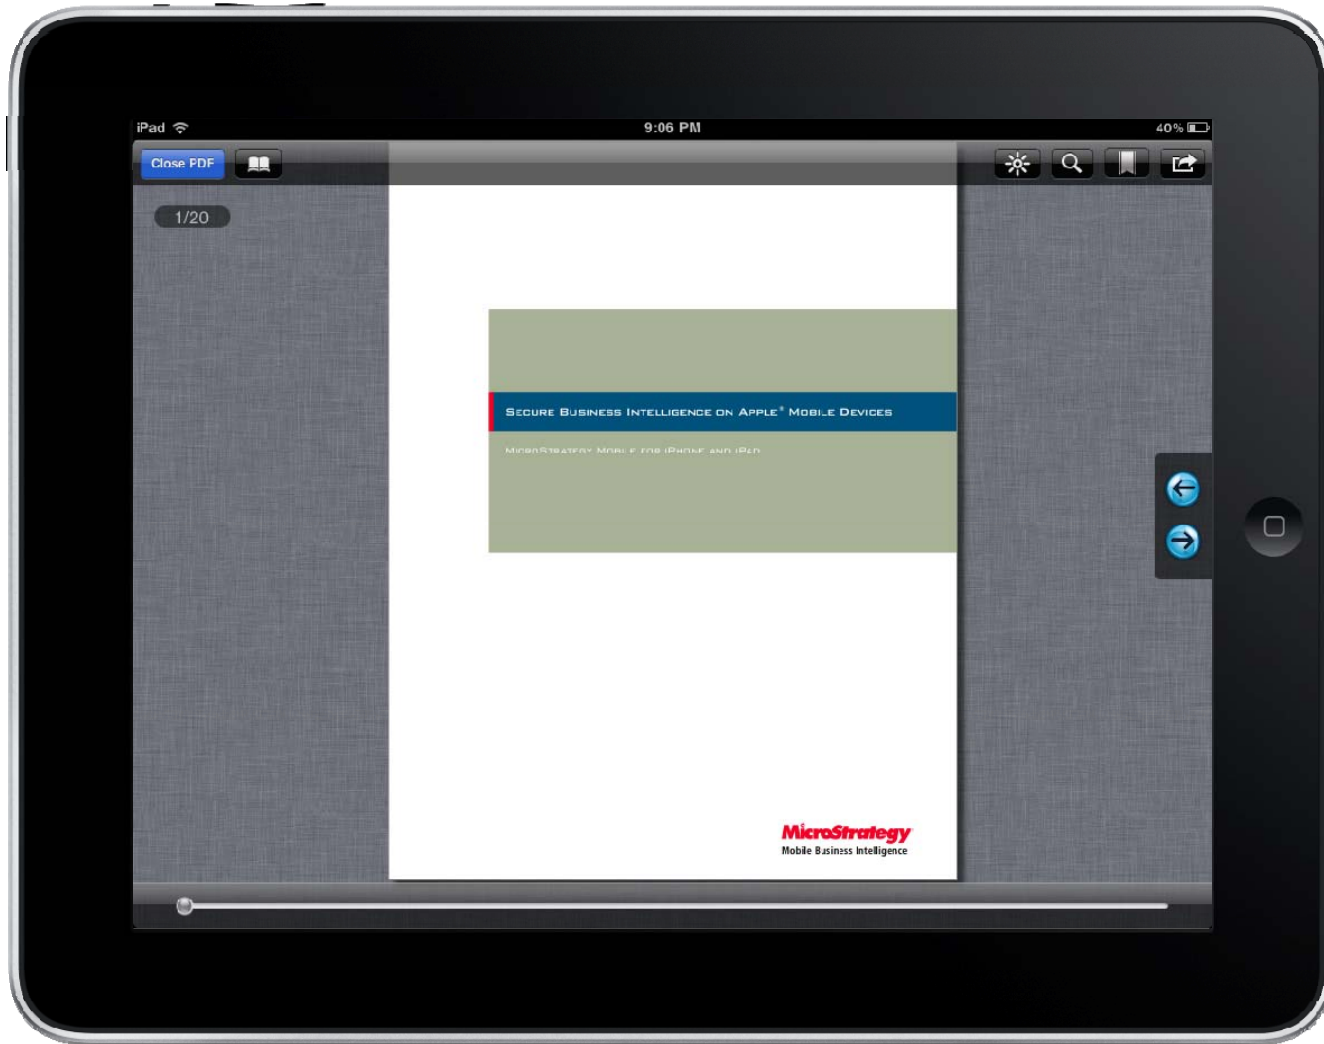 iPad 9:06 PM 40%
Close PDF
1/20
SECURE BUSINESS INTELLIGENCE ON APPLE® MOBILE DEVICES
MICROSTRATEGY MOBILE FOR IPHONE AND IPAD
MicroStrategy
Mobile Business Intelligence